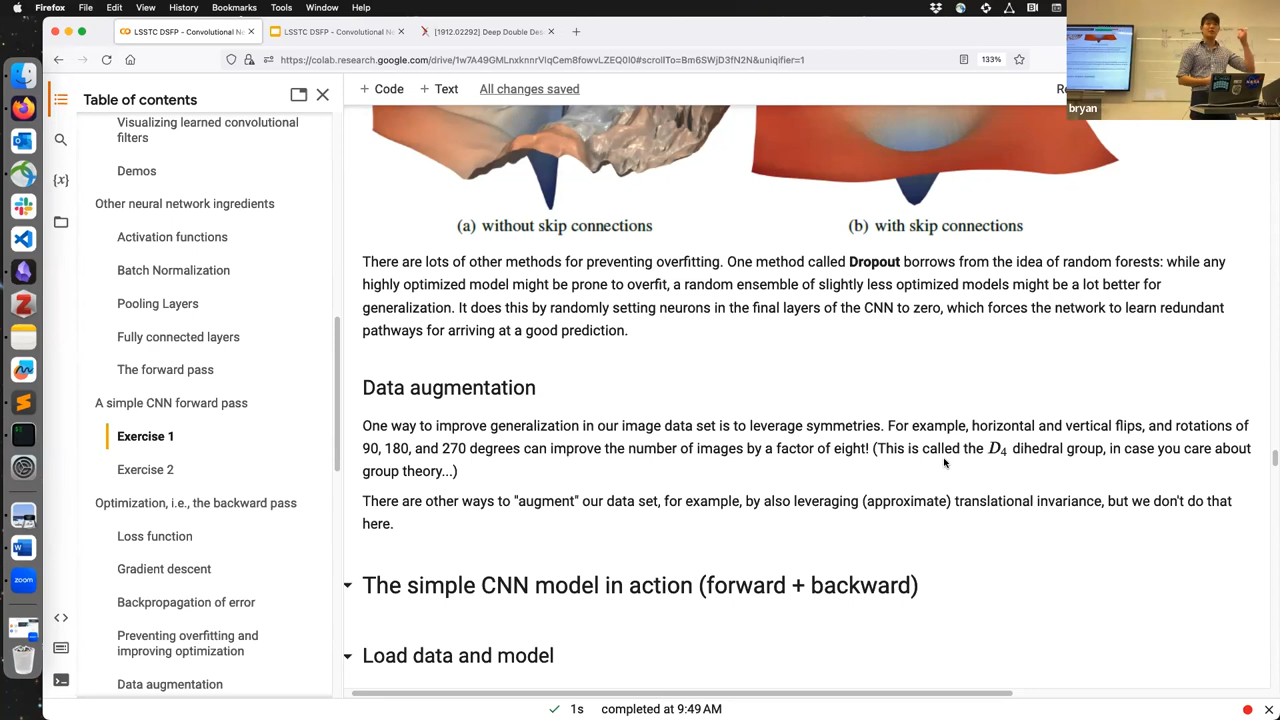 Firefox File Edit View History Bookmarks Tools Window Help
LSSTC DSFP - Convolutional Ne
LSSTC DSFP - Convolutional N
[1912.02292] Deep Double Des
https://colab.research.google.com/drive/1w7A49GMLnxknnrVIqCem8fowvLZEQ0I0#scrollTo=Bm6SWjD3fN2N&uniqifier=1
133%
Table of contents
+ Code + Text All changes saved
Re
bryan
Visualizing learned convolutional
filters
Demos
Other neural network ingredients
Activation functions
Batch Normalization
Pooling Layers
Fully connected layers
The forward pass
A simple CNN forward pass
Exercise 1
Exercise 2
Optimization, i.e., the backward pass
Loss function
Gradient descent
Backpropagation of error
Preventing overfitting and
improving optimization
Data augmentation
{x}
zoom
(a) without skip connections
(b) with skip connections
There are lots of other methods for preventing overfitting. One method called Dropout borrows from the idea of random forests: while any
highly optimized model might be prone to overfit, a random ensemble of slightly less optimized models might be a lot better for
generalization. It does this by randomly setting neurons in the final layers of the CNN to zero, which forces the network to learn redundant
pathways for arriving at a good prediction.
Data augmentation
One way to improve generalization in our image data set is to leverage symmetries. For example, horizontal and vertical flips, and rotations of
90, 180, and 270 degrees can improve the number of images by a factor of eight! (This is called the D4 dihedral group, in case you care about
group theory...)
There are other ways to "augment" our data set, for example, by also leveraging (approximate) translational invariance, but we don't do that
here.
The simple CNN model in action (forward + backward)
Load data and model
1s completed at 9:49 AM